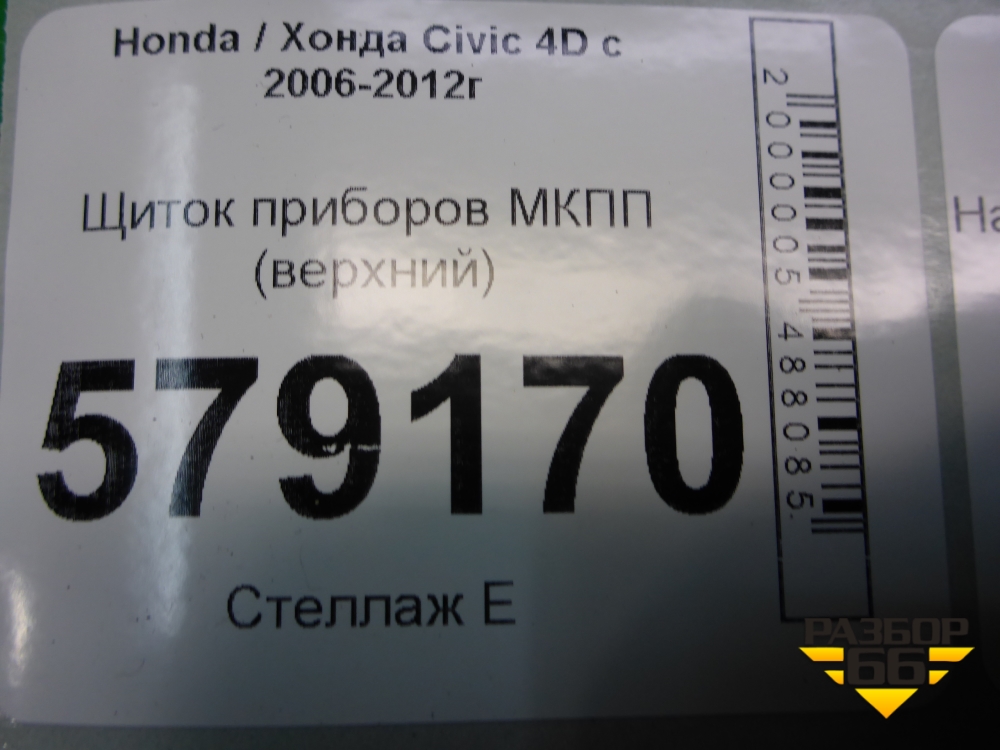 Honda / Хонда Civic 4D с
2006-2012г
Щиток приборов МКПП
(верхний)
579170
Стеллаж Е
2000005488085
На
РАЗБОР
66